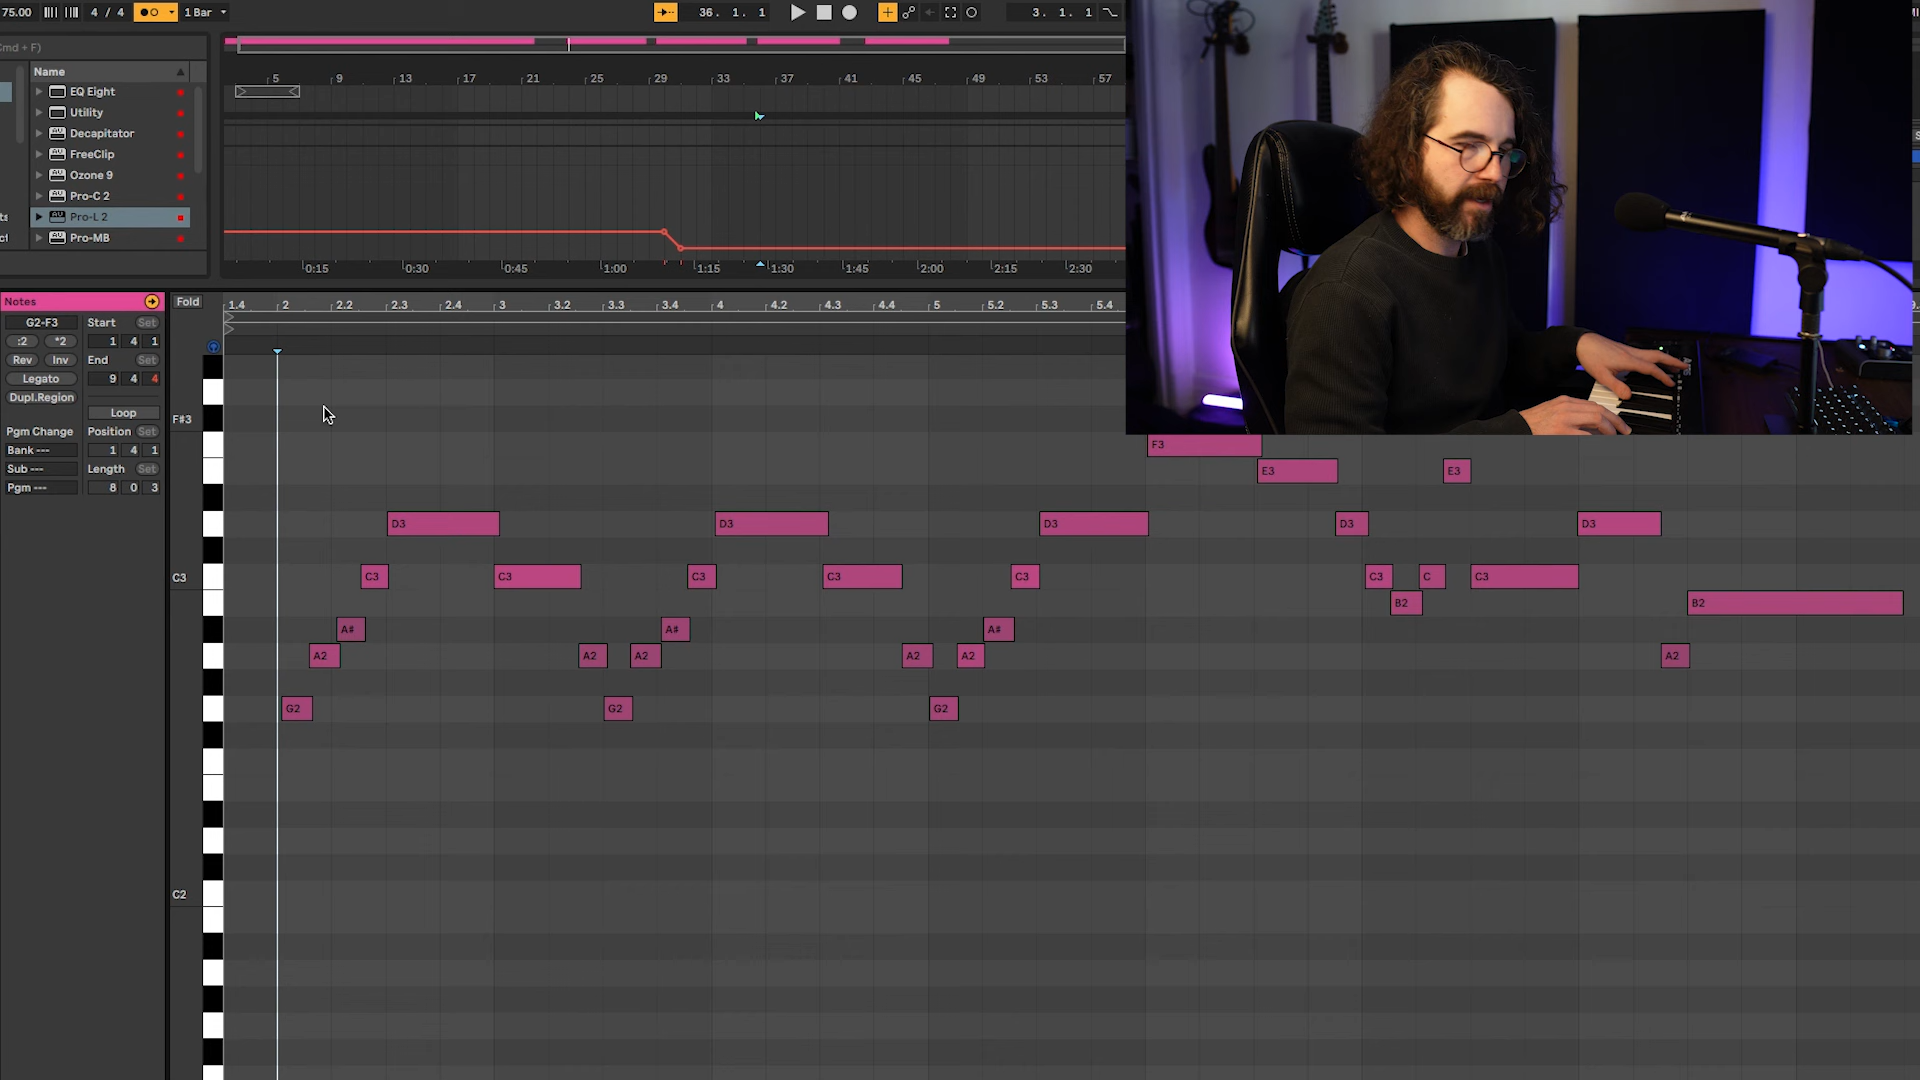 75.00 4 / 4 1 Bar 36. 1. 1 3. 1. 1
Cmd + F)
Name
EQ Eight
Utility
Decapitator
FreeClip
Ozone 9
Pro-C 2
Pro-L 2
Pro-MB
5 9 13 17 21 25 29 33 37 41 45 49 53 57
0:15 0:30 0:45 1:00 1:15 1:30 1:45 2:00 2:15 2:30
Notes Fold 1.4 2 2.2 2.3 2.4 3 3.2 3.3 3.4 4 4.2 4.3 4.4 5 5.2 5.3 5.4
G2-F3 Start Set
:2 *2 1 4 1
Rev Inv End Set
Legato 9 4 4
Dupl.Region
Loop
Pgm Change Position Set
Bank --- 1 4 1
Sub --- Length Set
Pgm --- 8 0 3
F#3
F3
E3 E3
D3 D3 D3 D3 D3
C3 C3 C3 C3 C3 C3 C3 C C3
B2 B2
A# A# A#
A2 A2 A2 A2 A2 A2
G2 G2 G2
C2